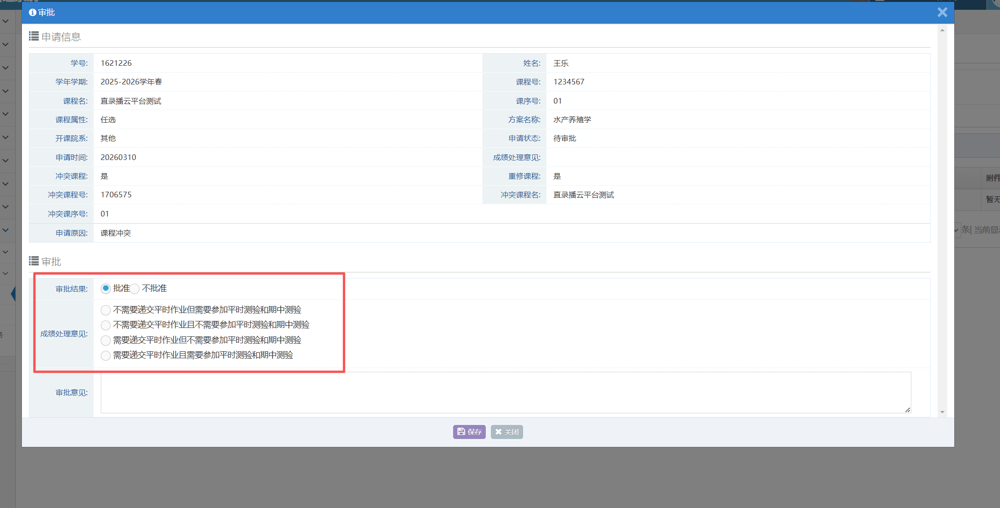 审批
申请信息
学号: 1621226 姓名: 王乐
学年学期: 2025-2026学年春 课程号: 1234567
课程名: 直录播云平台测试 课序号: 01
课程属性: 任选 方案名称: 水产养殖学
开课院系: 其他 申请状态: 待审批
申请时间: 20260310 成绩处理意见:
冲突课程: 是 重修课程: 是
冲突课程号: 1706575 冲突课程名: 直录播云平台测试
冲突课序号: 01
申请原因: 课程冲突
审批
审批结果: 批准 不批准
成绩处理意见:
不需要递交平时作业但需要参加平时测验和期中测验
不需要递交平时作业且不需要参加平时测验和期中测验
需要递交平时作业但不需要参加平时测验和期中测验
需要递交平时作业且需要参加平时测验和期中测验
审批意见:
保存 关闭
附件
暂无
条| 当前显